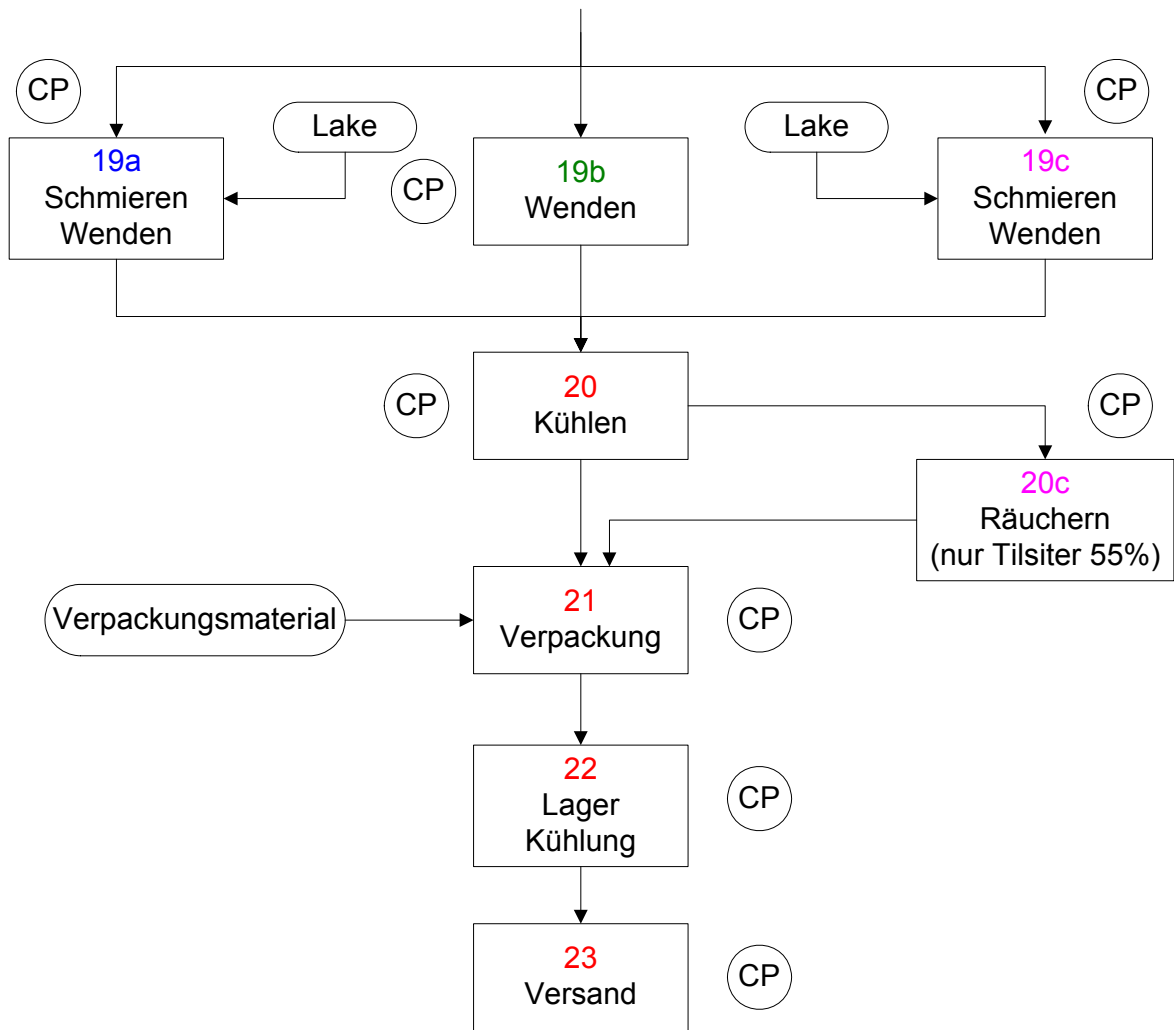 CP
CP
Lake
Lake
19a
Schmieren
Wenden
CP
19b
Wenden
19c
Schmieren
Wenden
CP
20
Kühlen
CP
20c
Räuchern
(nur Tilsiter 55%)
Verpackungsmaterial
21
Verpackung
CP
22
Lager
Kühlung
CP
23
Versand
CP